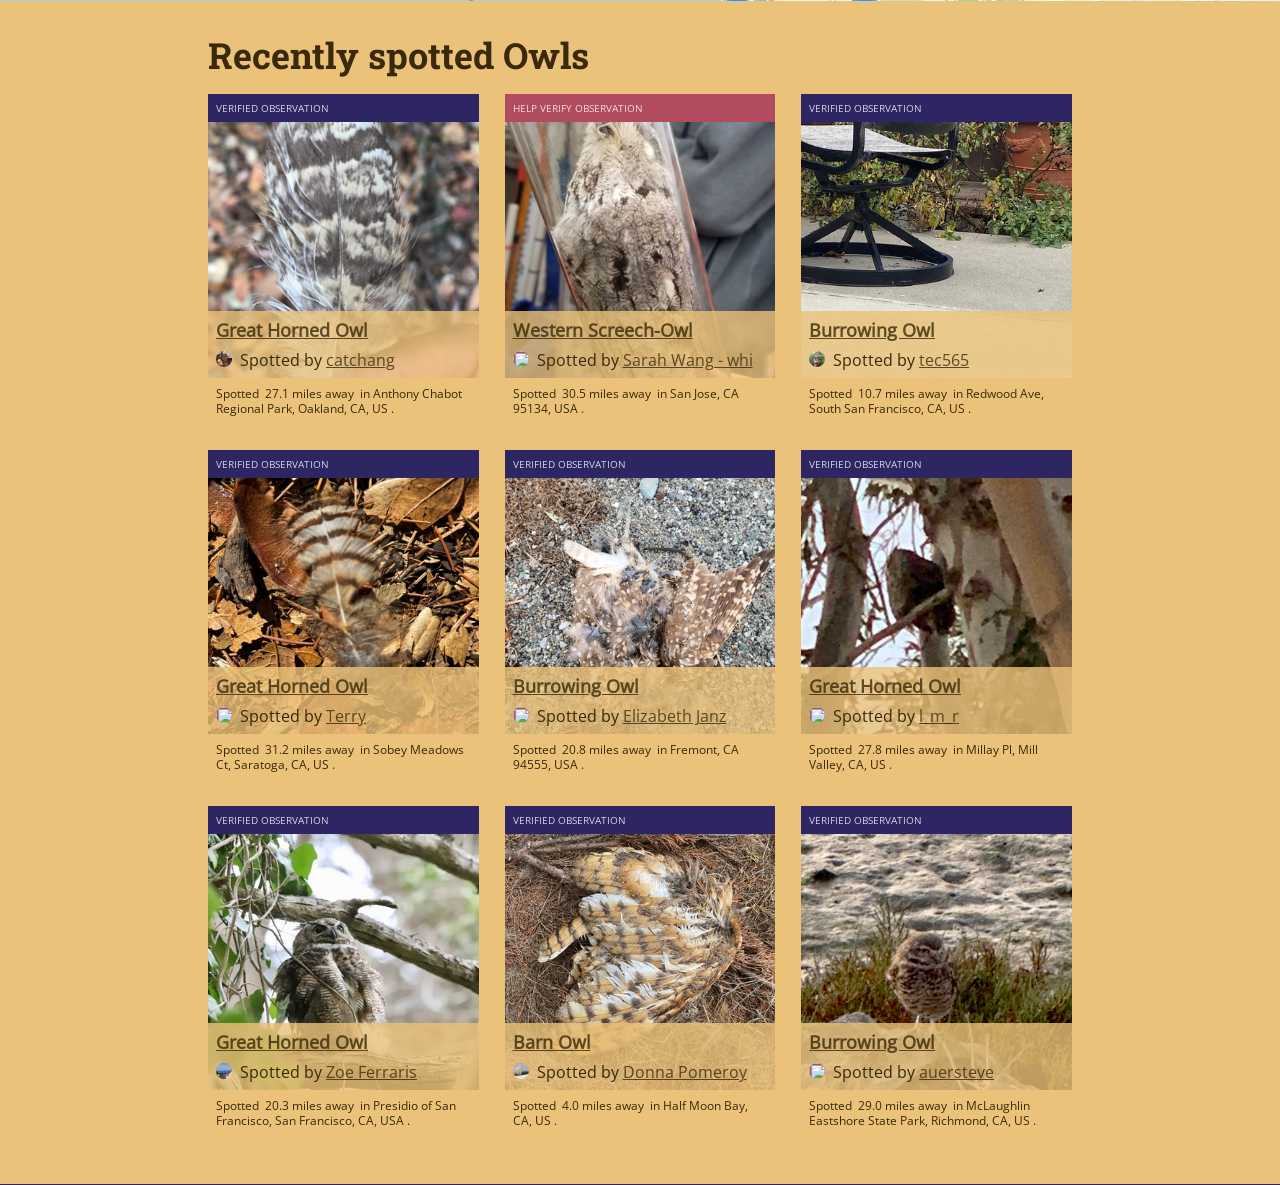 Recently spotted Owls
VERIFIED OBSERVATION
Great Horned Owl
Spotted by catchang
Spotted 27.1 miles away in Anthony Chabot
Regional Park, Oakland, CA, US .
HELP VERIFY OBSERVATION
Western Screech-Owl
Spotted by Sarah Wang - whi
Spotted 30.5 miles away in San Jose, CA
95134, USA .
VERIFIED OBSERVATION
Burrowing Owl
Spotted by tec565
Spotted 10.7 miles away in Redwood Ave,
South San Francisco, CA, US .
VERIFIED OBSERVATION
Great Horned Owl
Spotted by Terry
Spotted 31.2 miles away in Sobey Meadows
Ct, Saratoga, CA, US .
VERIFIED OBSERVATION
Burrowing Owl
Spotted by Elizabeth Janz
Spotted 20.8 miles away in Fremont, CA
94555, USA .
VERIFIED OBSERVATION
Great Horned Owl
Spotted by l_m_r
Spotted 27.8 miles away in Millay Pl, Mill
Valley, CA, US .
VERIFIED OBSERVATION
Great Horned Owl
Spotted by Zoe Ferraris
Spotted 20.3 miles away in Presidio of San
Francisco, San Francisco, CA, USA .
VERIFIED OBSERVATION
Barn Owl
Spotted by Donna Pomeroy
Spotted 4.0 miles away in Half Moon Bay,
CA, US .
VERIFIED OBSERVATION
Burrowing Owl
Spotted by auersteve
Spotted 29.0 miles away in McLaughlin
Eastshore State Park, Richmond, CA, US .